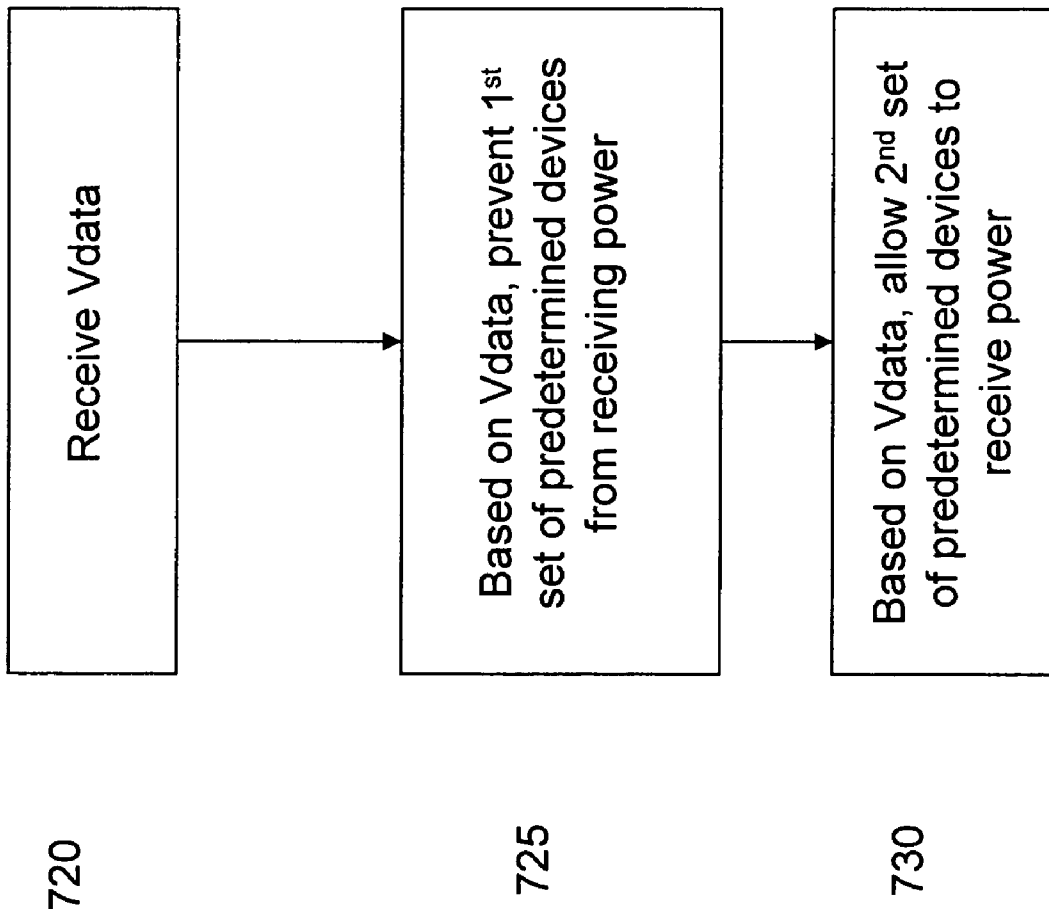 720
Receive Vdata
725
Based on Vdata, prevent 1st
set of predetermined devices
from receiving power
730
Based on Vdata, allow 2nd set
of predetermined devices to
receive power